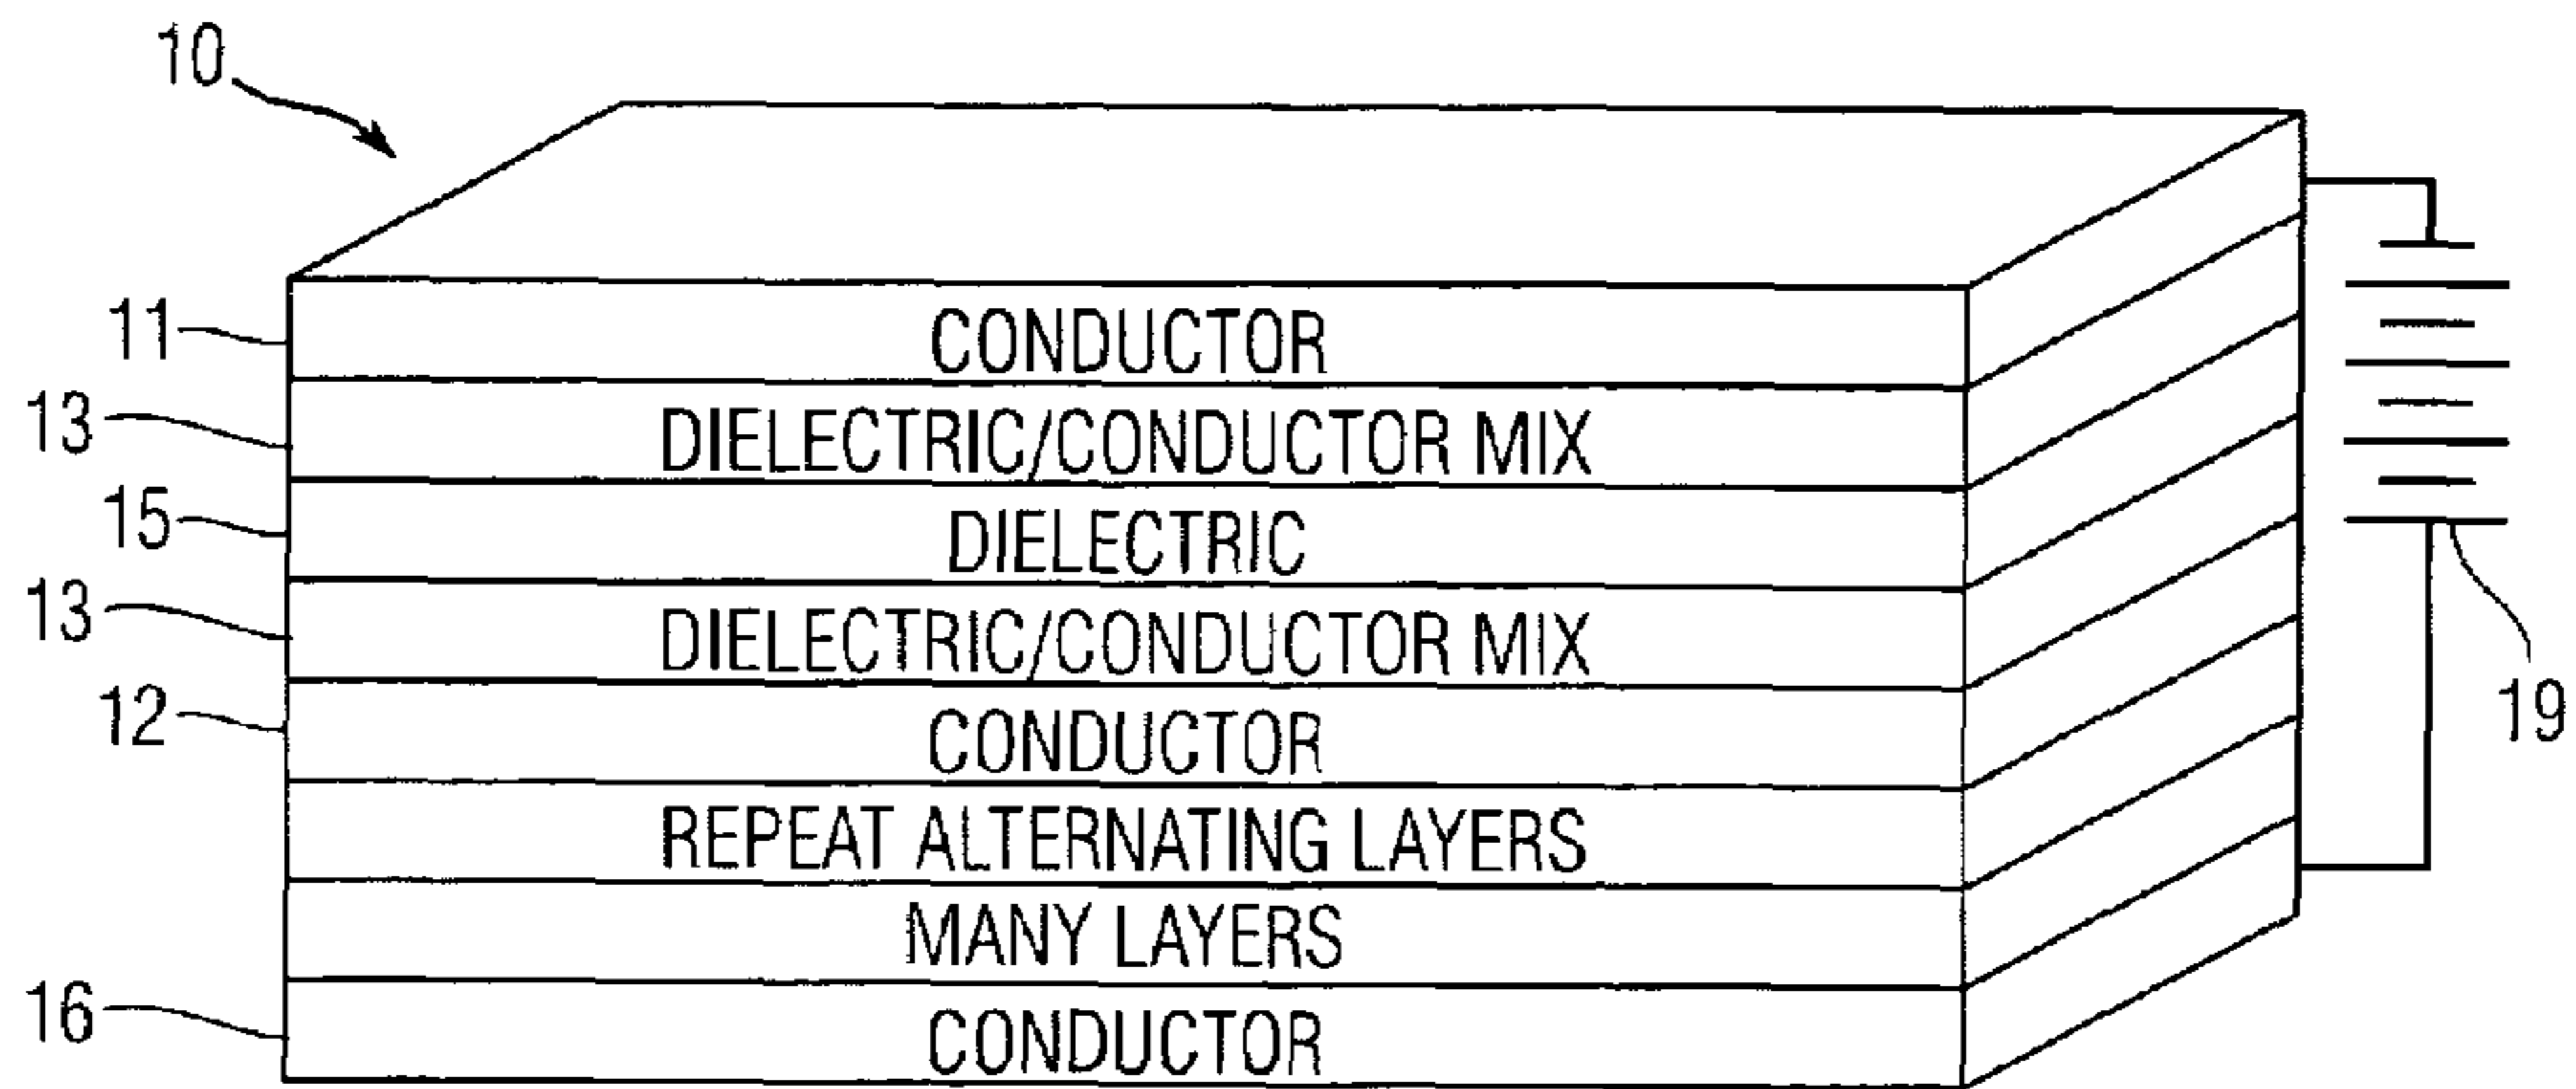 10
11 CONDUCTOR
13 DIELECTRIC/CONDUCTOR MIX
15 DIELECTRIC
13 DIELECTRIC/CONDUCTOR MIX
12 CONDUCTOR
19
REPEAT ALTERNATING LAYERS
MANY LAYERS
16 CONDUCTOR